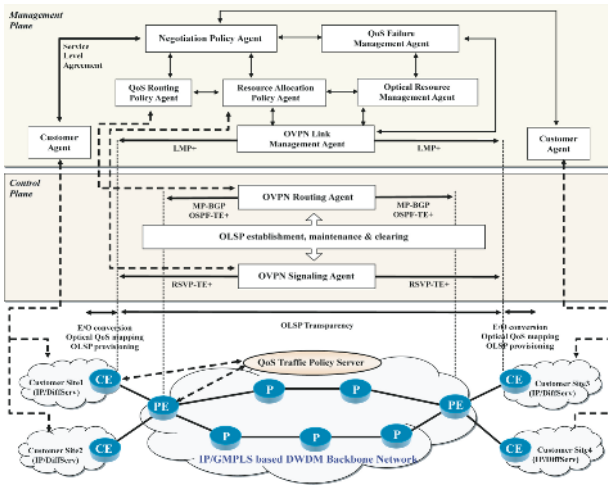 Management
Plane
Negotiation Policy Agent
QoS Failure
Management Agent
Service
Level
Agreement
QoS Routing
Policy Agent
Resource Allocation
Policy Agent
Optical Resource
Management Agent
Customer
Agent
OVPN Link
Management Agent
Customer
Agent
LMP+
LMP+
Control
Plane
OVPN Routing Agent
MP-BGP
OSPF-TE+
MP-BGP
OSPF-TE+
OLSP establishment, maintenance & clearing
OVPN Signaling Agent
RSVP-TE+
RSVP-TE+
E/O conversion
Optical QoS mapping
OLSP provisioning
OLSP Transparency
E/O conversion
Optical QoS mapping
OLSP provisioning
QoS Traffic Policy Server
Customer Site1
(IP/DiffServ)
CE
CE
Customer Site3
(IP/DiffServ)
P
P
PE
PE
Customer Site2
(IP/DiffServ)
CE
P
P
P
CE
Customer Site4
(IP/DiffServ)
IP/GMPLS based DWDM Backbone Network